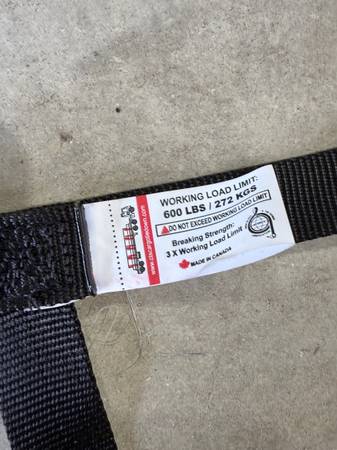 WORKING LOAD LIMIT:
600 LBS / 272 KGS
DO NOT EXCEED WORKING LOAD LIMIT
Breaking Strength:
3 X Working Load Limit
MADE IN CANADA